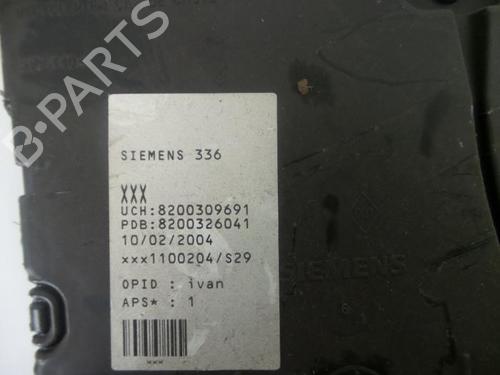 SIEMENS 336
XXX
UCH:8200309691
PDB:8200326041
10/02/2004
xxx1100204/S29
OPID : ivan
APS* : 1
SIEMENS
B-PARTS